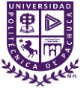 UNIVERSIDAD
POLITÉCNICA DE PACHUCA